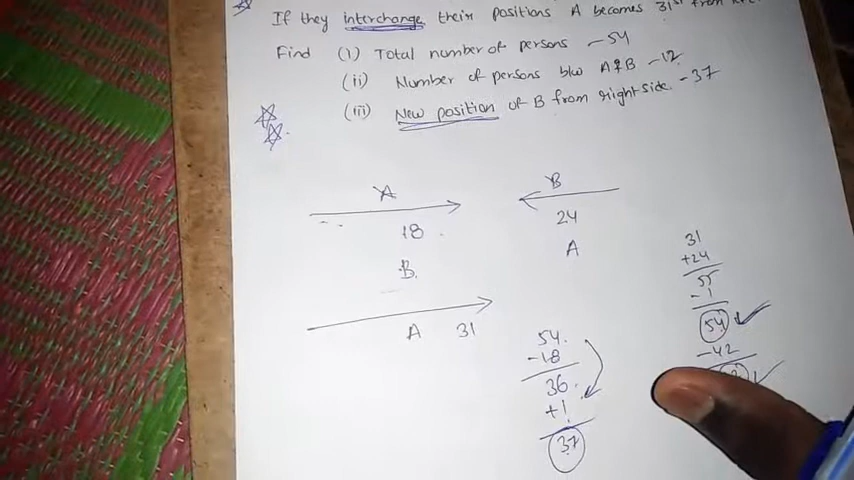 If they interchange their positions A becomes 31st from
Find (1) Total number of persons - 54
(ii) Number of persons b/w A & B - 12
(iii) New position of B from right side. - 37
A
B
18
24
B
A
A 31
31
+24
55
-1
54
-42
54
-18
36
+1
37